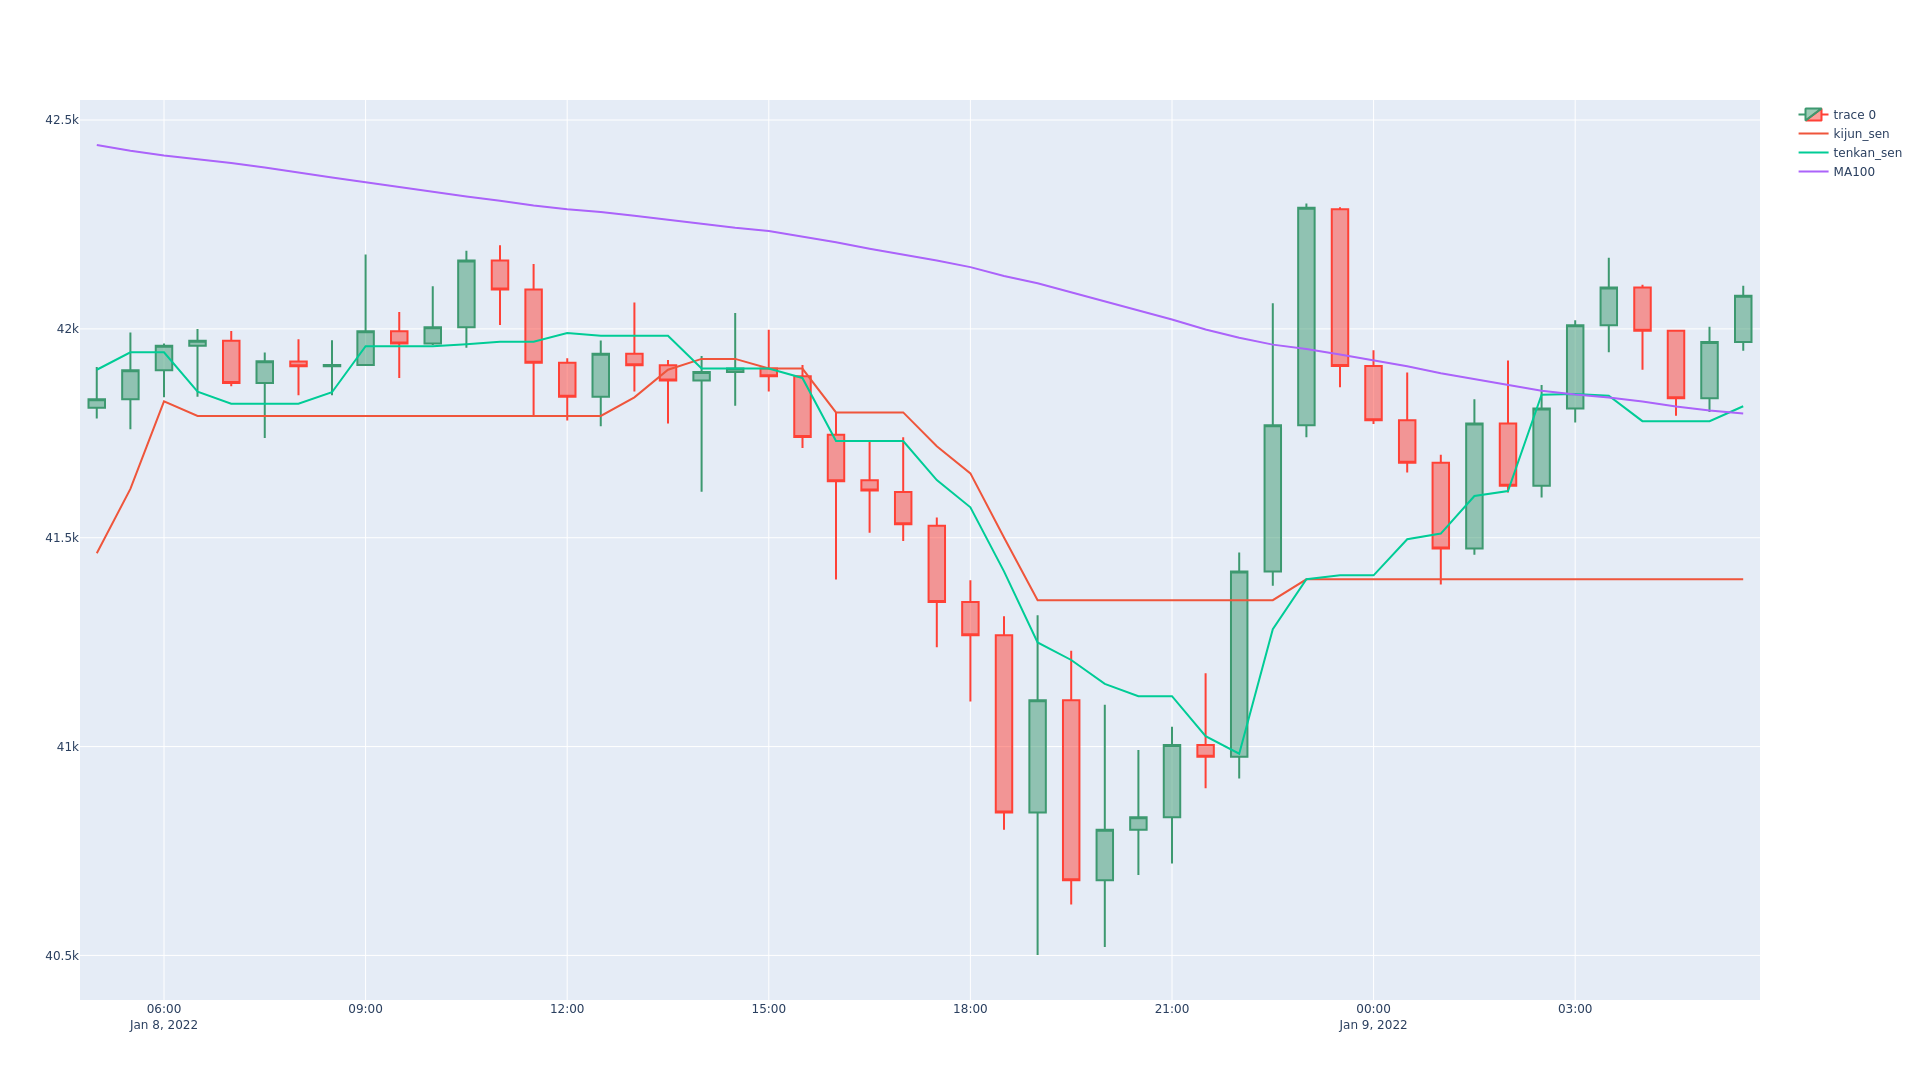 42.5k
42k
41.5k
41k
40.5k
06:00
Jan 8, 2022
09:00
12:00
15:00
18:00
21:00
00:00
Jan 9, 2022
03:00
trace 0
kijun_sen
tenkan_sen
MA100